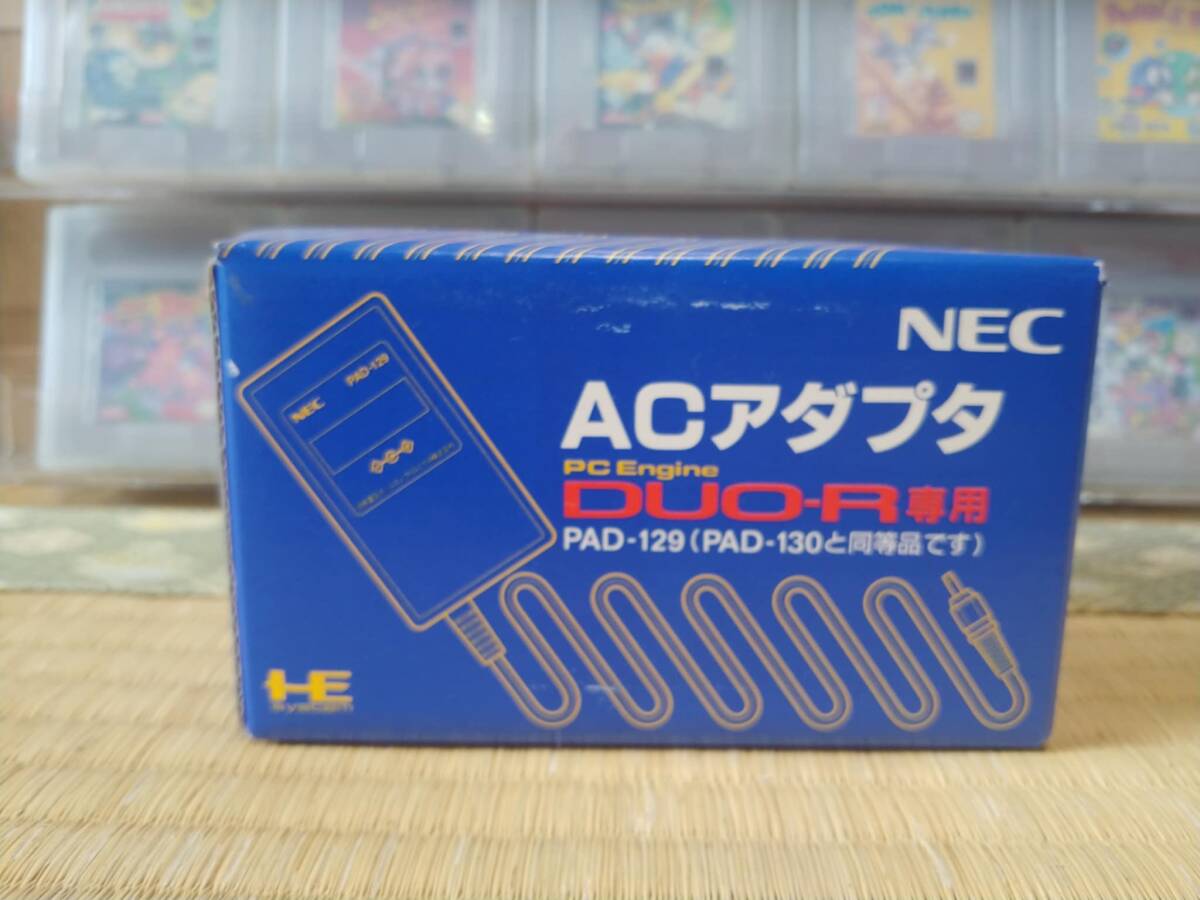 NEC
ACアダプタ
PC Engine
DUO-R専用
PAD-129(PAD-130と同等品です)
PAD-129
NEC
HE
system